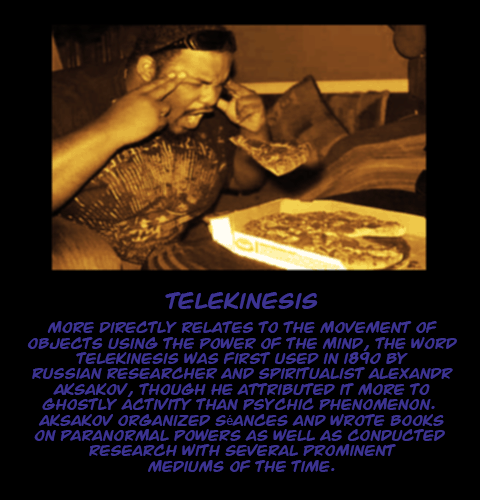 TELEKINESIS
MORE DIRECTLY RELATES TO THE MOVEMENT OF
OBJECTS USING THE POWER OF THE MIND, THE WORD
TELEKINESIS WAS FIRST USED IN 1890 BY
RUSSIAN RESEARCHER AND SPIRITUALIST ALEXANDR
AKSAKOV, THOUGH HE ATTRIBUTED IT MORE TO
GHOSTLY ACTIVITY THAN PSYCHIC PHENOMENON.
AKSAKOV ORGANIZED SéANCES AND WROTE BOOKS
ON PARANORMAL POWERS AS WELL AS CONDUCTED
RESEARCH WITH SEVERAL PROMINENT
MEDIUMS OF THE TIME.